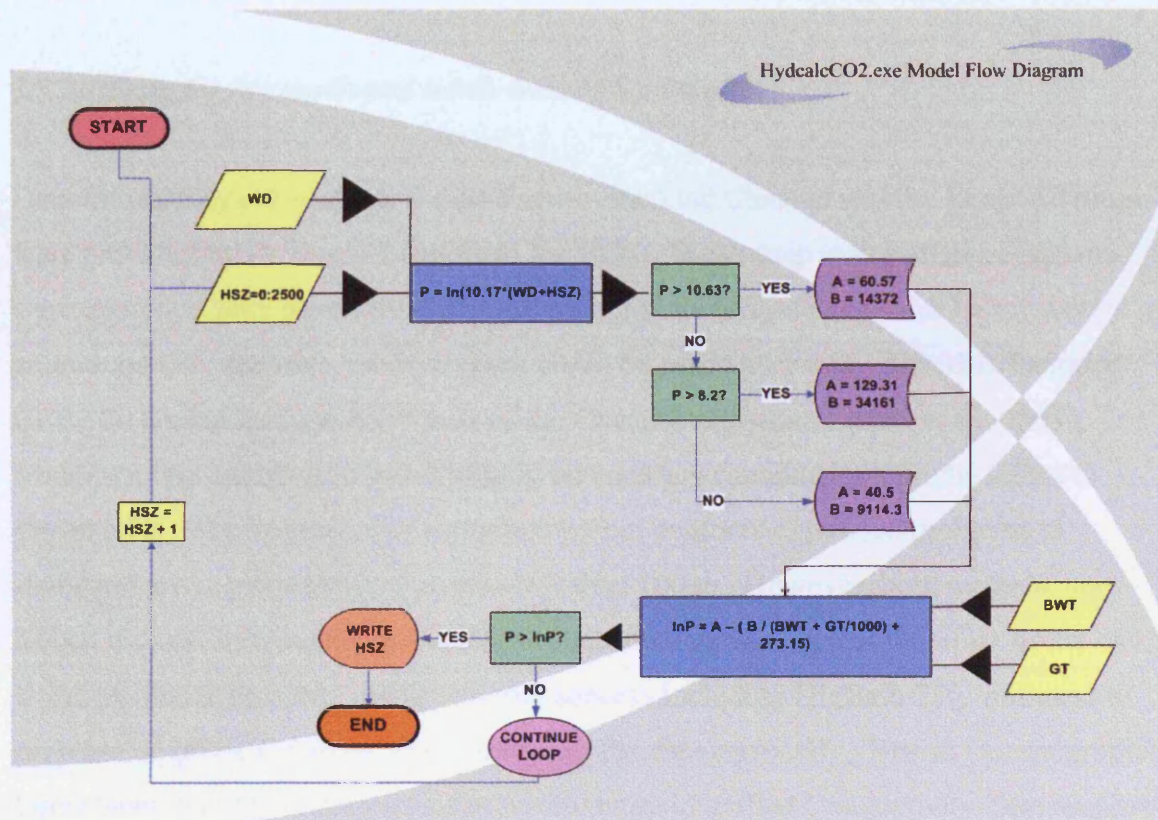 HydcalcCO2.exe Model Flow Diagram
START
WD
HSZ=0:2500
P = ln(10.17*(WD+HSZ)
P > 10.63?
YES
A = 60.57
B = 14372
NO
P > 8.2?
YES
A = 129.31
B = 34161
NO
A = 40.5
B = 9114.3
HSZ =
HSZ + 1
BWT
GT
lnP = A – ( B / (BWT + GT/1000) +
273.15)
P > lnP?
YES
WRITE
HSZ
END
NO
CONTINUE
LOOP